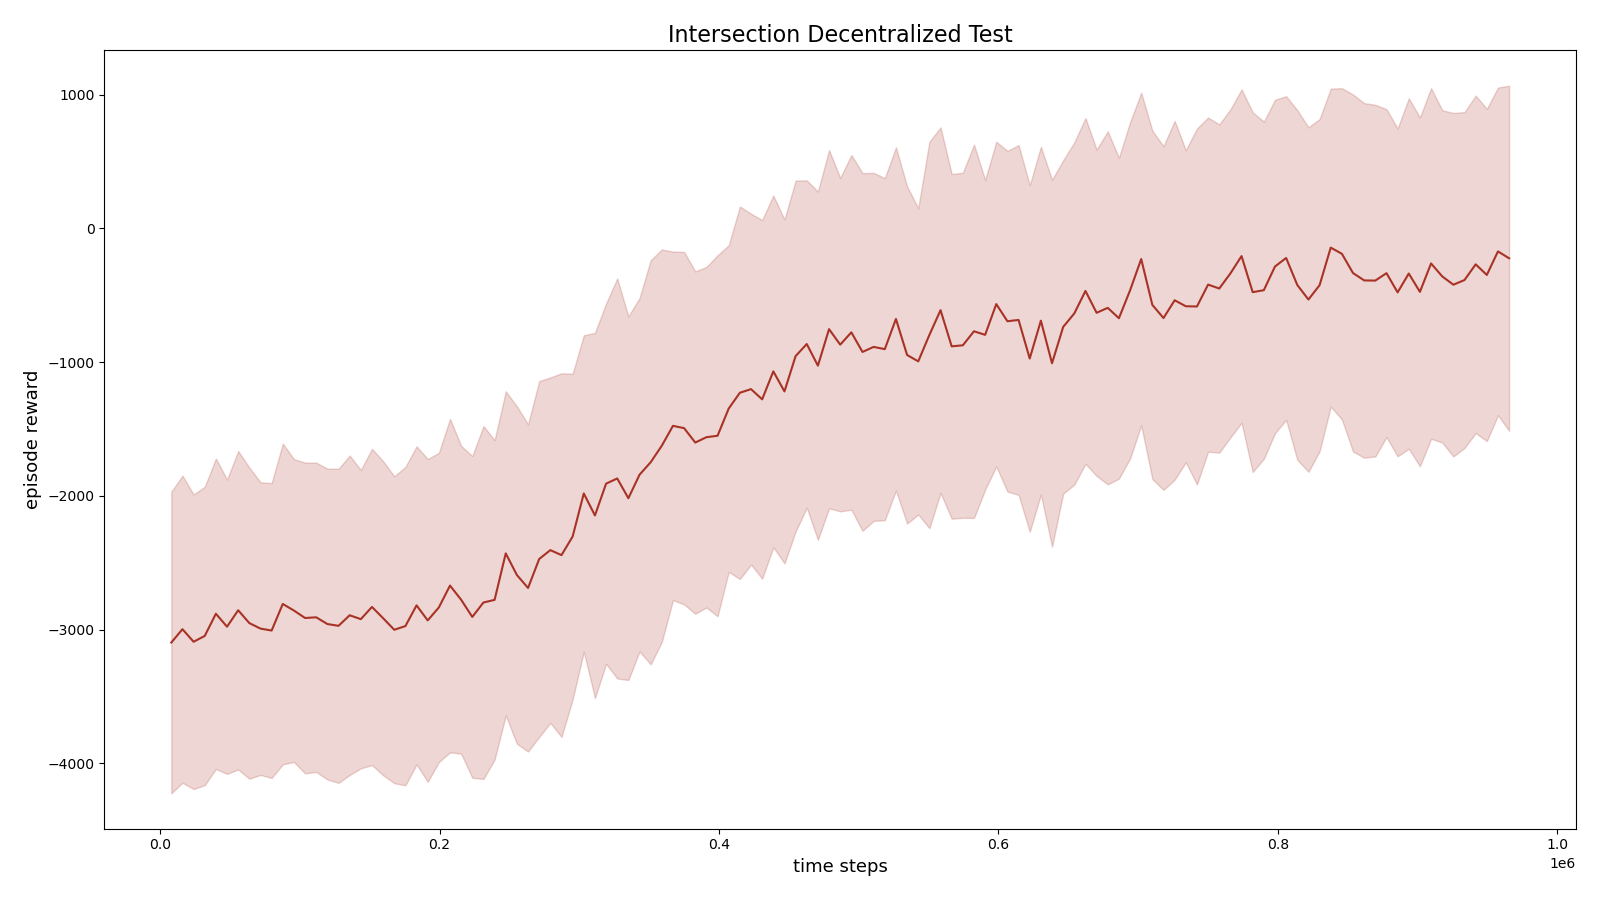 Intersection Decentralized Test
episode reward
1000
0
−1000
−2000
−3000
−4000
0.0 0.2 0.4 0.6 0.8 1.0
1e6
time steps